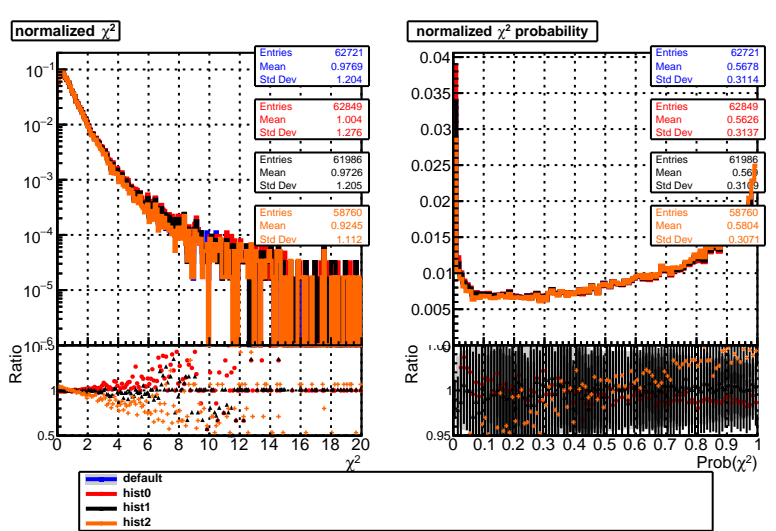 normalized χ²
Entries 62721
Mean 0.9769
Std Dev 1.204
Entries 62849
Mean 1.004
Std Dev 1.276
Entries 61986
Mean 0.9726
Std Dev 1.205
Entries 58760
Mean 0.9245
Std Dev 1.112
10⁻¹
10⁻²
10⁻³
10⁻⁴
10⁻⁵
Ratio
1
0.5
0 2 4 6 8 10 12 14 16 18 20
χ²
normalized χ² probability
Entries 62721
Mean 0.5678
Std Dev 0.3114
Entries 62849
Mean 0.5626
Std Dev 0.3137
Entries 61986
Mean 0.569
Std Dev 0.3109
Entries 58760
Mean 0.5804
Std Dev 0.3071
0.04
0.035
0.03
0.025
0.02
0.015
0.01
0.005
Ratio
1
0.95
0 0.1 0.2 0.3 0.4 0.5 0.6 0.7 0.8 0.9 1
Prob(χ²)
default
hist0
hist1
hist2